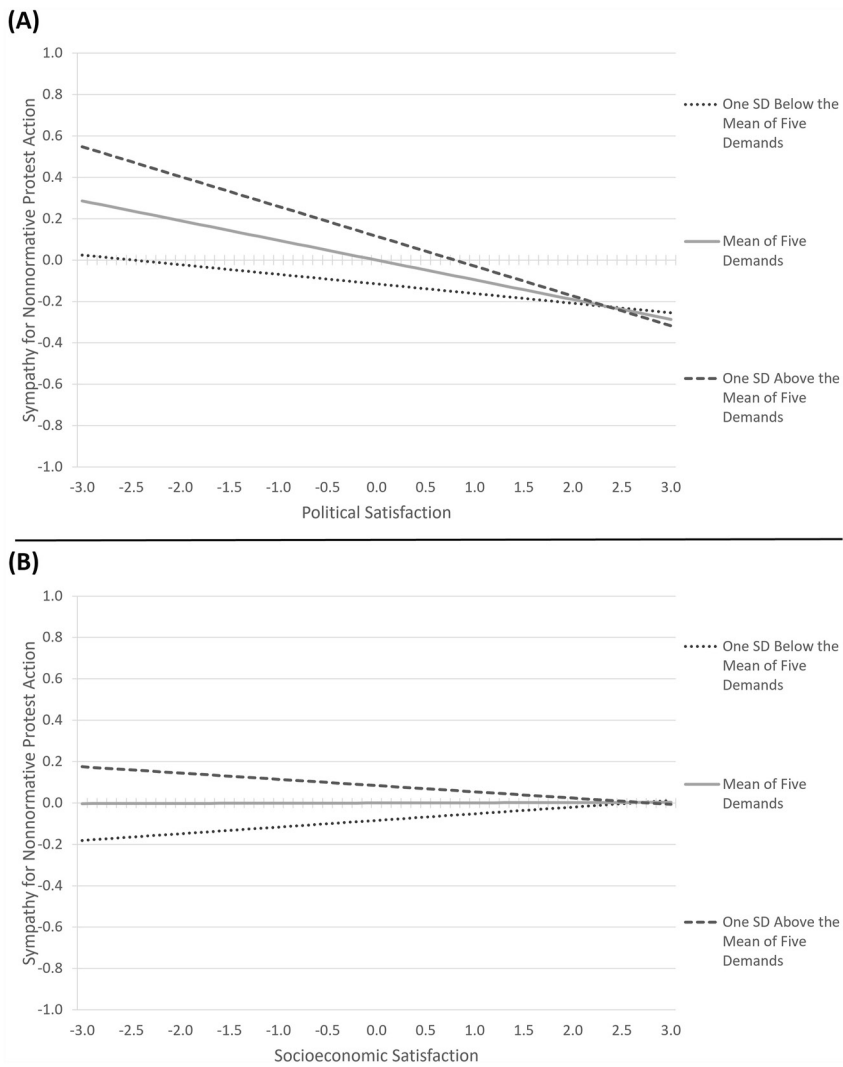 (A)
1.0
0.8
0.6
0.4
0.2
0.0
-0.2
-0.4
-0.6
-0.8
-1.0
Sympathy for Nonnormative Protest Action
-3.0 -2.5 -2.0 -1.5 -1.0 -0.5 0.0 0.5 1.0 1.5 2.0 2.5 3.0
Political Satisfaction
One SD Below the
Mean of Five
Demands
Mean of Five
Demands
One SD Above the
Mean of Five
Demands
(B)
1.0
0.8
0.6
0.4
0.2
0.0
-0.2
-0.4
-0.6
-0.8
-1.0
Sympathy for Nonnormative Protest Action
-3.0 -2.5 -2.0 -1.5 -1.0 -0.5 0.0 0.5 1.0 1.5 2.0 2.5 3.0
Socioeconomic Satisfaction
One SD Below the
Mean of Five
Demands
Mean of Five
Demands
One SD Above the
Mean of Five
Demands